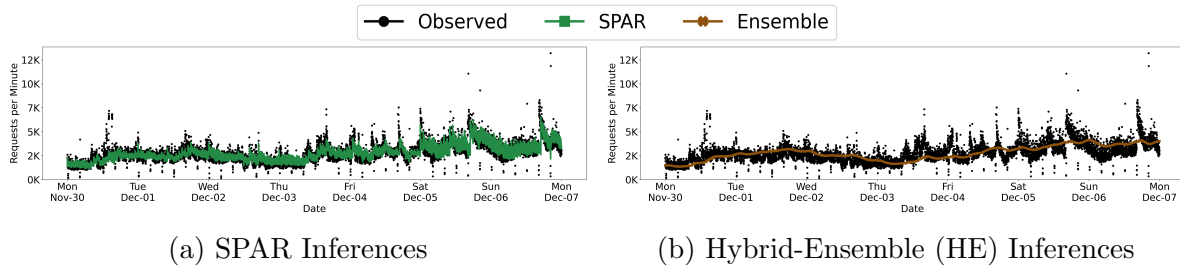 Observed SPAR Ensemble
Requests per Minute
12K
10K
7K
5K
2K
0K
Mon Tue Wed Thu Fri Sat Sun Mon
Nov-30 Dec-01 Dec-02 Dec-03 Dec-04 Dec-05 Dec-06 Dec-07
Date
(a) SPAR Inferences
Requests per Minute
12K
10K
7K
5K
2K
0K
Mon Tue Wed Thu Fri Sat Sun Mon
Nov-30 Dec-01 Dec-02 Dec-03 Dec-04 Dec-05 Dec-06 Dec-07
Date
(b) Hybrid-Ensemble (HE) Inferences